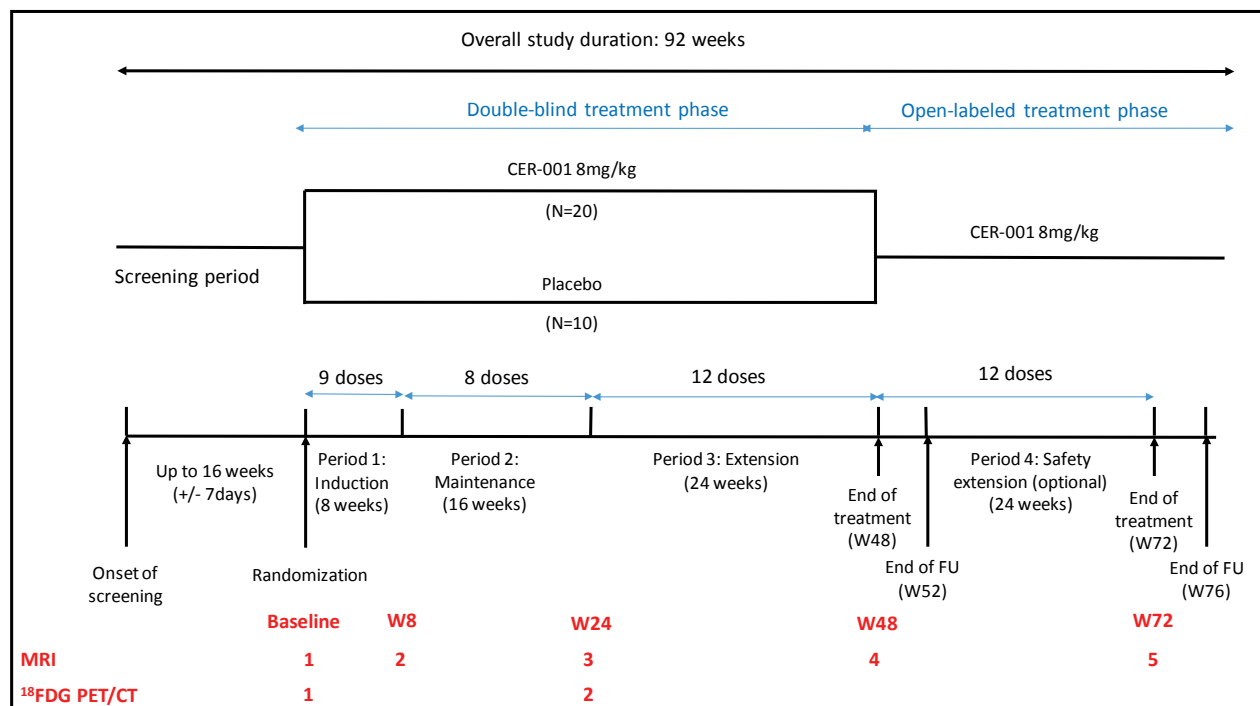 Overall study duration: 92 weeks
Double-blind treatment phase
Open-labeled treatment phase
CER-001 8mg/kg
(N=20)
CER-001 8mg/kg
Screening period
Placebo
(N=10)
9 doses
8 doses
12 doses
12 doses
Up to 16 weeks
(+/- 7days)
Period 1:
Induction
(8 weeks)
Period 2:
Maintenance
(16 weeks)
Period 3: Extension
(24 weeks)
Period 4: Safety
extension (optional)
(24 weeks)
Onset of
screening
Randomization
End of
treatment
(W48)
End of FU
(W52)
End of
treatment
(W72)
End of FU
(W76)
Baseline W8 W24 W48 W72
MRI 1 2 3 4 5
¹⁸FDG PET/CT 1 2